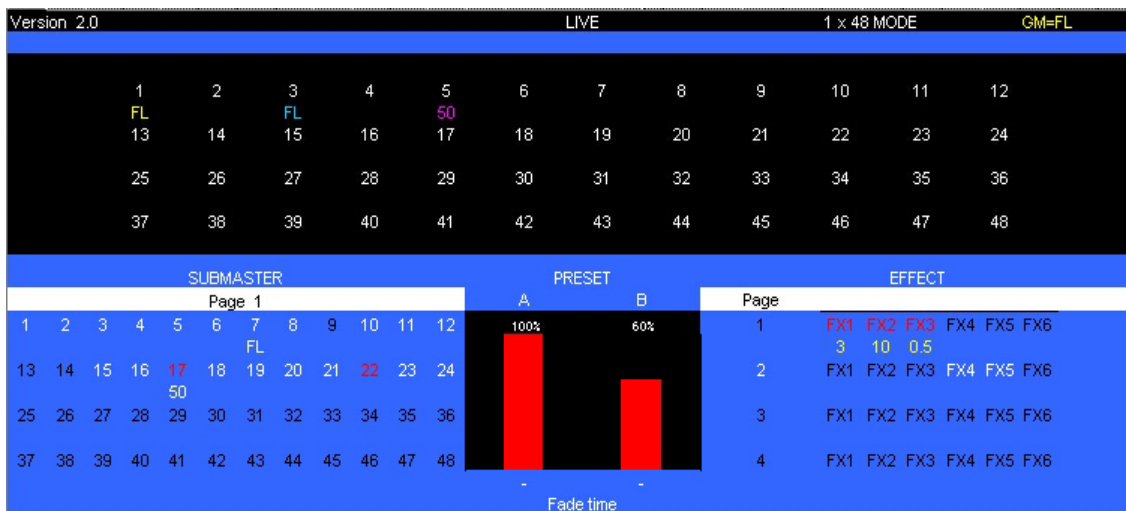 Version 2.0 LIVE 1 x 48 MODE GM=FL
1 2 3 4 5 6 7 8 9 10 11 12
FL FL 50
13 14 15 16 17 18 19 20 21 22 23 24
25 26 27 28 29 30 31 32 33 34 35 36
37 38 39 40 41 42 43 44 45 46 47 48
SUBMASTER PRESET EFFECT
Page 1 A B Page
1 2 3 4 5 6 7 8 9 10 11 12 100% 60% 1 FX1 FX2 FX3 FX4 FX5 FX6
FL 3 10 0.5
13 14 15 16 17 18 19 20 21 22 23 24 2 FX1 FX2 FX3 FX4 FX5 FX6
50
25 26 27 28 29 30 31 32 33 34 35 36 3 FX1 FX2 FX3 FX4 FX5 FX6
37 38 39 40 41 42 43 44 45 46 47 48 4 FX1 FX2 FX3 FX4 FX5 FX6
- -
Fade time